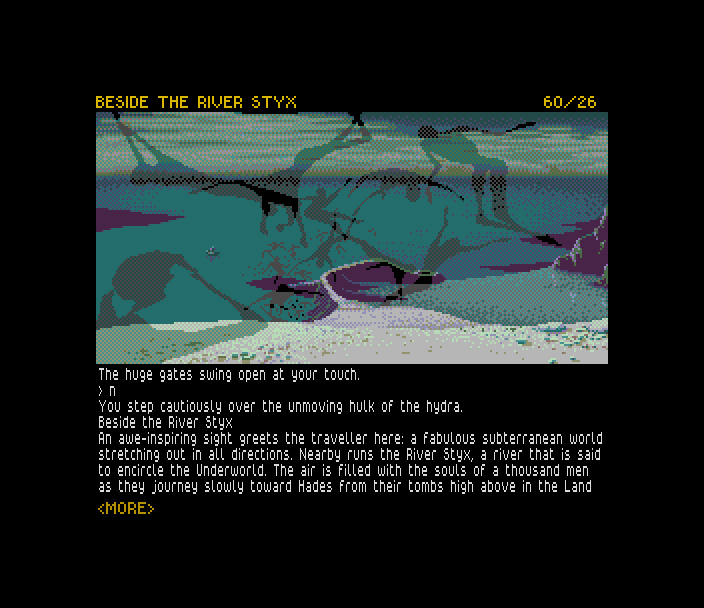 BESIDE THE RIVER STYX 60/26
The huge gates swing open at your touch.
> n
You step cautiously over the unmoving hulk of the hydra.
Beside the River Styx
An awe-inspiring sight greets the traveller here: a fabulous subterranean world
stretching out in all directions. Nearby runs the River Styx, a river that is said
to encircle the Underworld. The air is filled with the souls of a thousand men
as they journey slowly toward Hades from their tombs high above in the Land
<MORE>